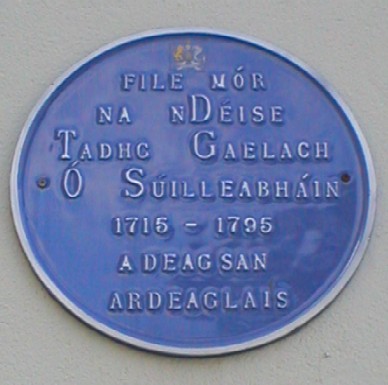 FILE MÓR
NA NDÉISE
TADHG GAELACH
Ó SÚILLEABHÁIN
1715 - 1795
A DEAG SAN
ARDEAGLAIS